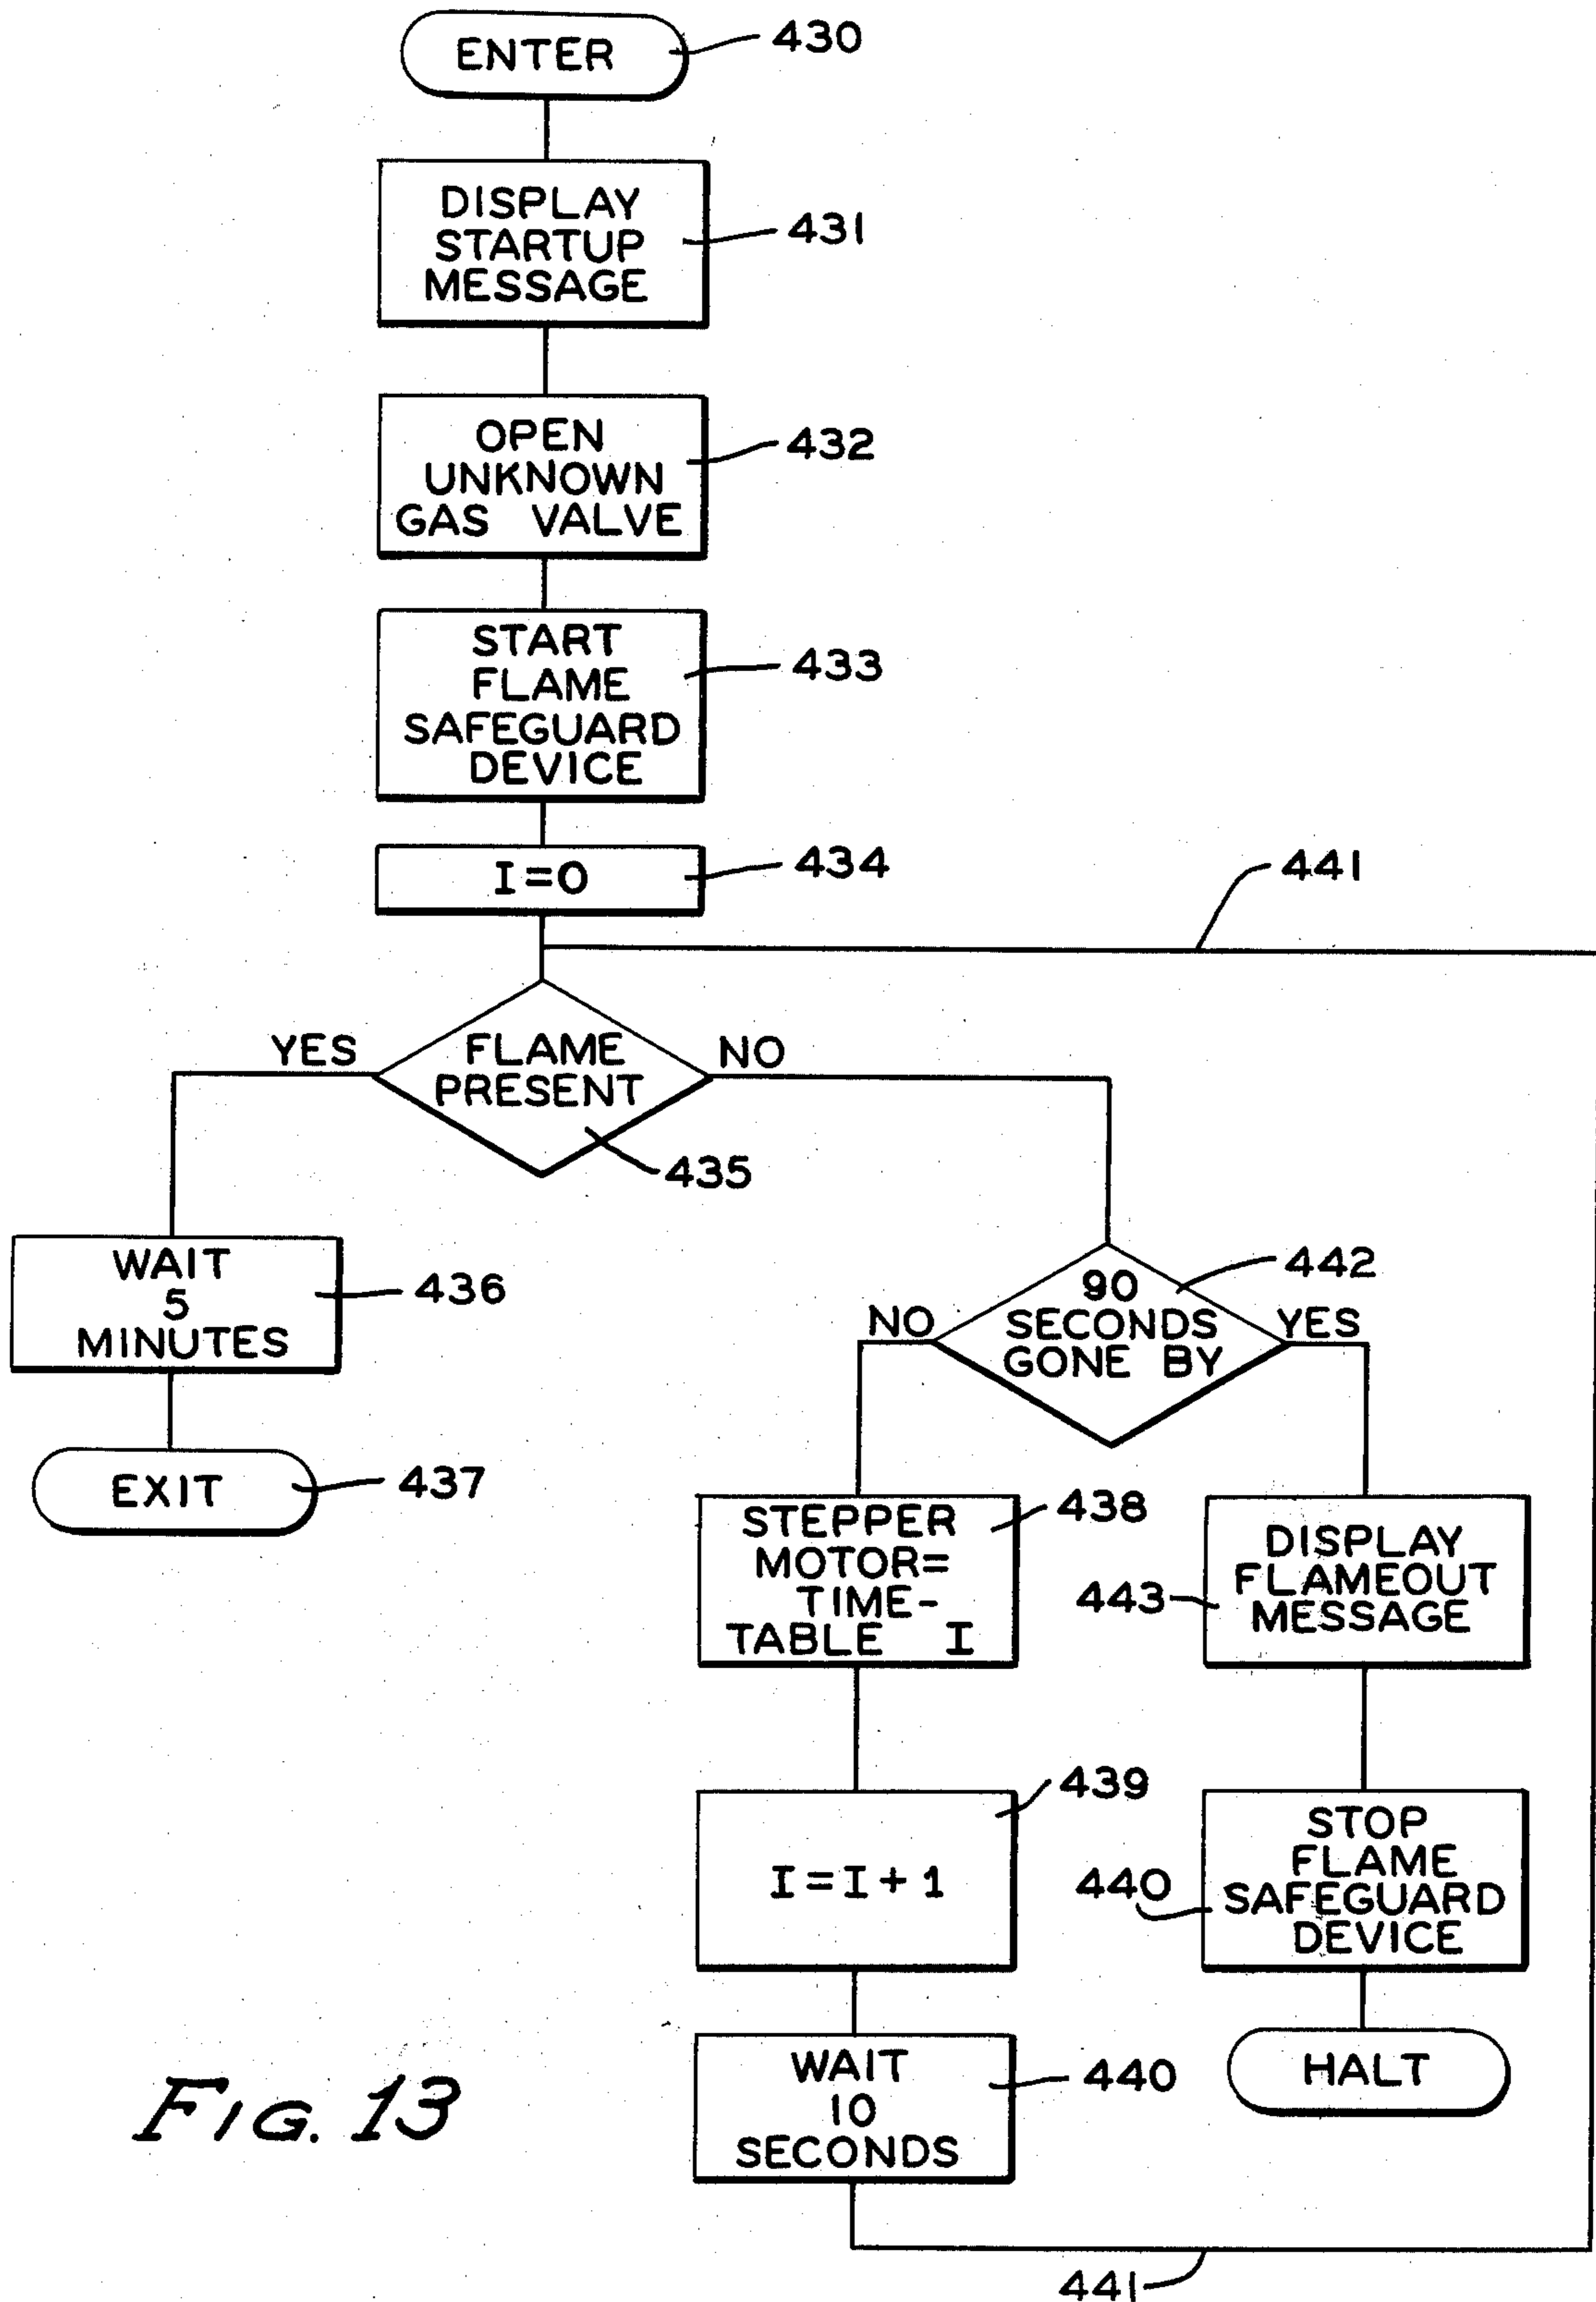 ENTER
430
DISPLAY
STARTUP
MESSAGE
431
OPEN
UNKNOWN
GAS VALVE
432
START
FLAME
SAFEGUARD
DEVICE
433
I=0
434
441
YES
FLAME
PRESENT
NO
435
WAIT
5
MINUTES
436
EXIT
437
90
SECONDS
GONE BY
442
NO
YES
STEPPER
MOTOR=
TIME-
TABLE I
438
DISPLAY
FLAMEOUT
MESSAGE
443
I=I+1
439
STOP
FLAME
SAFEGUARD
DEVICE
440
WAIT
10
SECONDS
440
HALT
441
FIG. 13